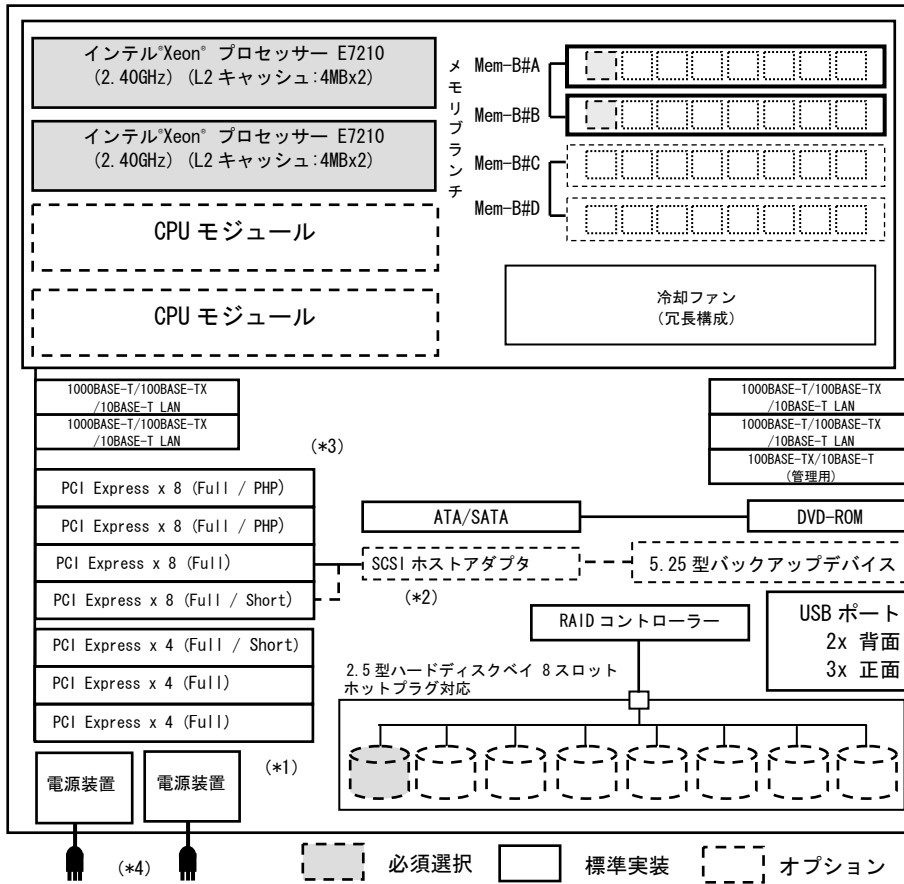 インテル®Xeon® プロセッサー E7210
(2.40GHz) (L2 キャッシュ:4MBx2)
インテル®Xeon® プロセッサー E7210
(2.40GHz) (L2 キャッシュ:4MBx2)
CPU モジュール
CPU モジュール
メモリブランチ
Mem-B#A
Mem-B#B
Mem-B#C
Mem-B#D
冷却ファン
(冗長構成)
1000BASE-T/100BASE-TX
/10BASE-T LAN
1000BASE-T/100BASE-TX
/10BASE-T LAN
(*3)
1000BASE-T/100BASE-TX
/10BASE-T LAN
1000BASE-T/100BASE-TX
/10BASE-T LAN
100BASE-TX/10BASE-T
(管理用)
PCI Express x 8 (Full / PHP)
PCI Express x 8 (Full / PHP)
PCI Express x 8 (Full)
PCI Express x 8 (Full / Short)
PCI Express x 4 (Full / Short)
PCI Express x 4 (Full)
PCI Express x 4 (Full)
ATA/SATA
DVD-ROM
SCSI ホストアダプタ
5.25 型バックアップデバイス
(*2)
RAID コントローラー
USB ポート
2x 背面
3x 正面
2.5 型ハードディスクベイ 8 スロット
ホットプラグ対応
電源装置
電源装置
(*1)
(*4)
必須選択
標準実装
オプション